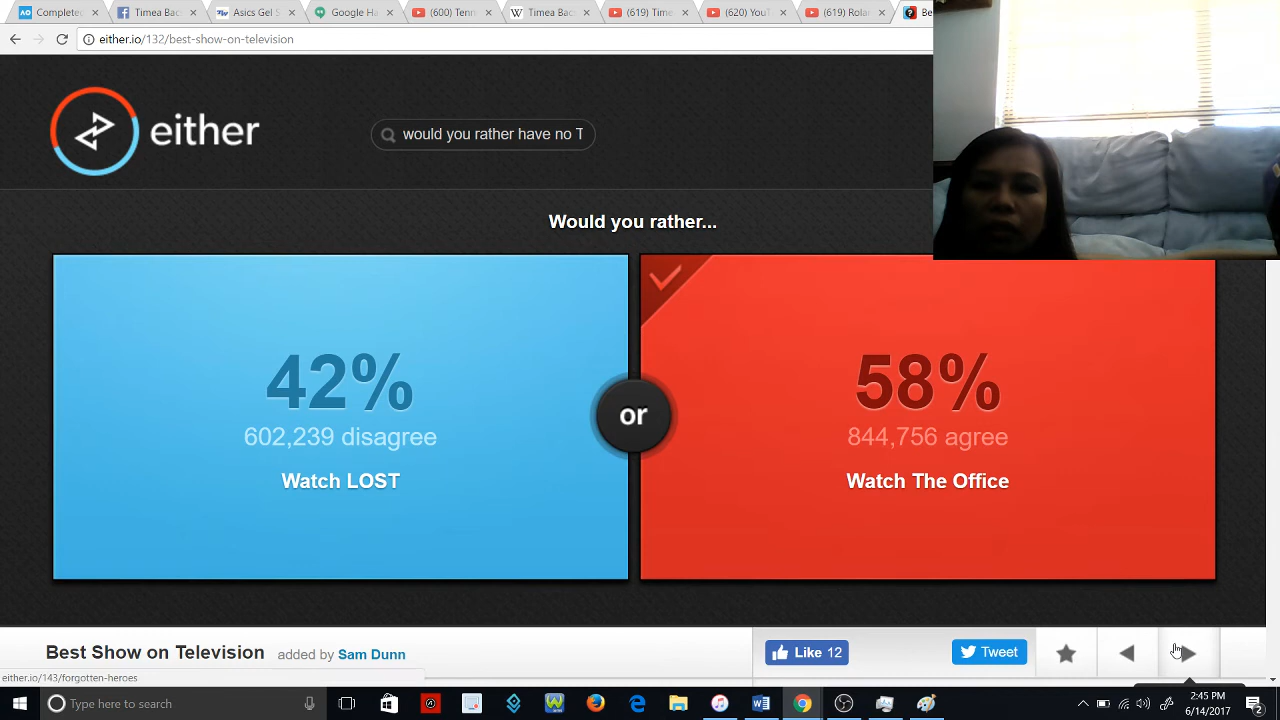 Completed
Timea Bac
Asics Gel S
Google Ha
(600) Tenn
Timea Bac
(619) Time
(620) You
(619) Rolan
Be
either.io/132/best-show-on-television
either
would you rather have no T
Would you rather...
42%
602,239 disagree
Watch LOST
or
58%
844,756 agree
Watch The Office
Best Show on Television added by Sam Dunn
Like 12
Tweet
either.io/143/forgotten-heroes
Type here to search
2:45 PM
6/14/2017
2